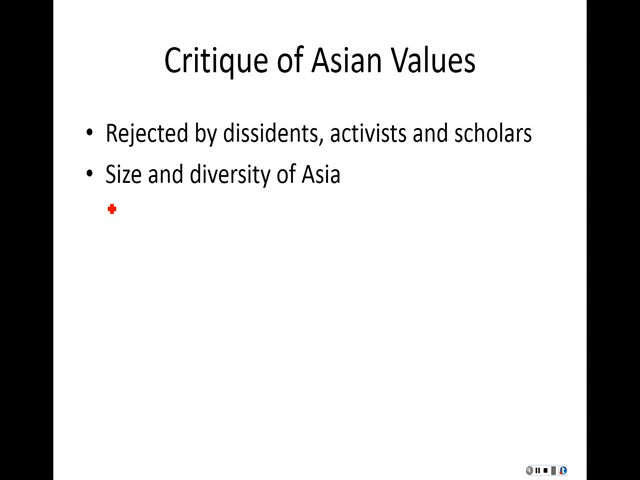 Critique of Asian Values
• Rejected by dissidents, activists and scholars
• Size and diversity of Asia